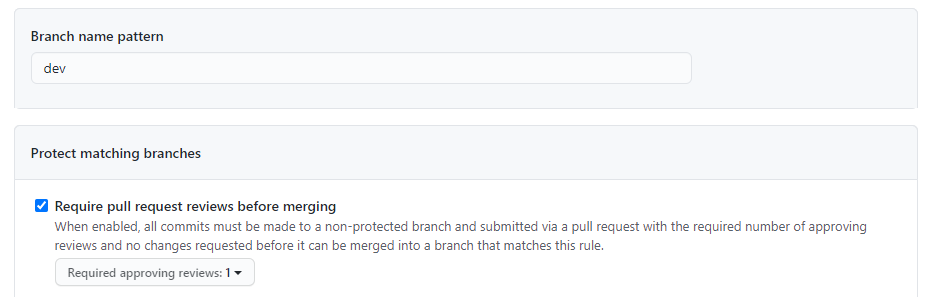 Branch name pattern
dev
Protect matching branches
Require pull request reviews before merging
When enabled, all commits must be made to a non-protected branch and submitted via a pull request with the required number of approving
reviews and no changes requested before it can be merged into a branch that matches this rule.
Required approving reviews: 1